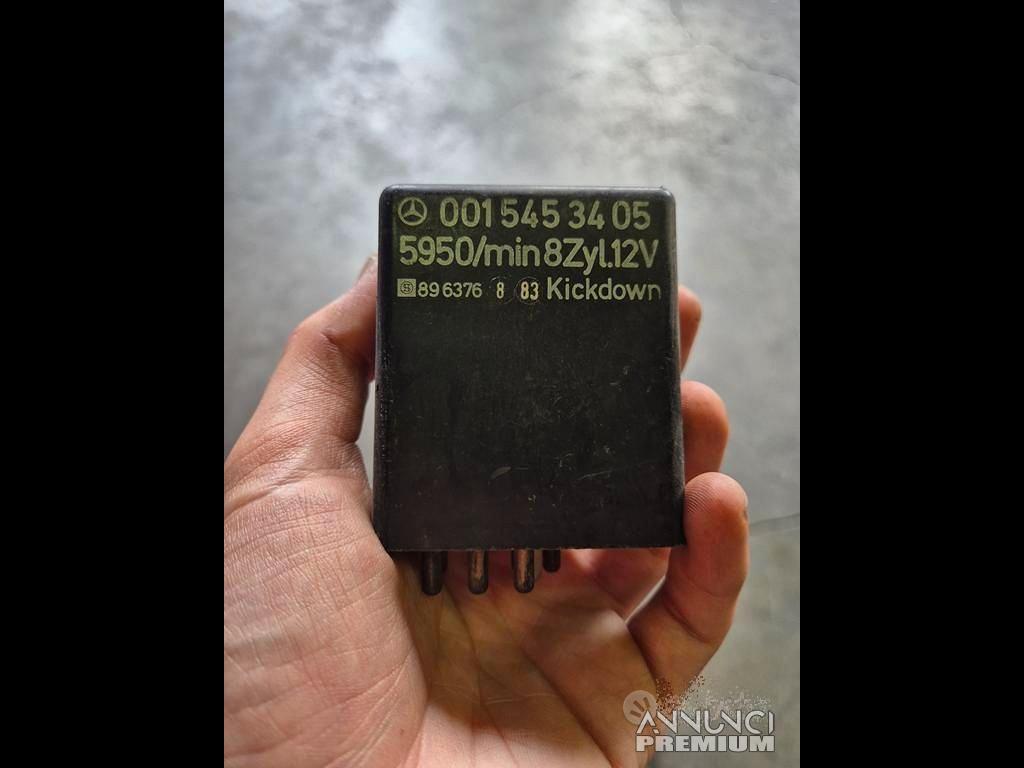 001 545 34 05
5950/min 8Zyl.12V
89 6376 8 83 Kickdown
ANNUNCI
PREMIUM